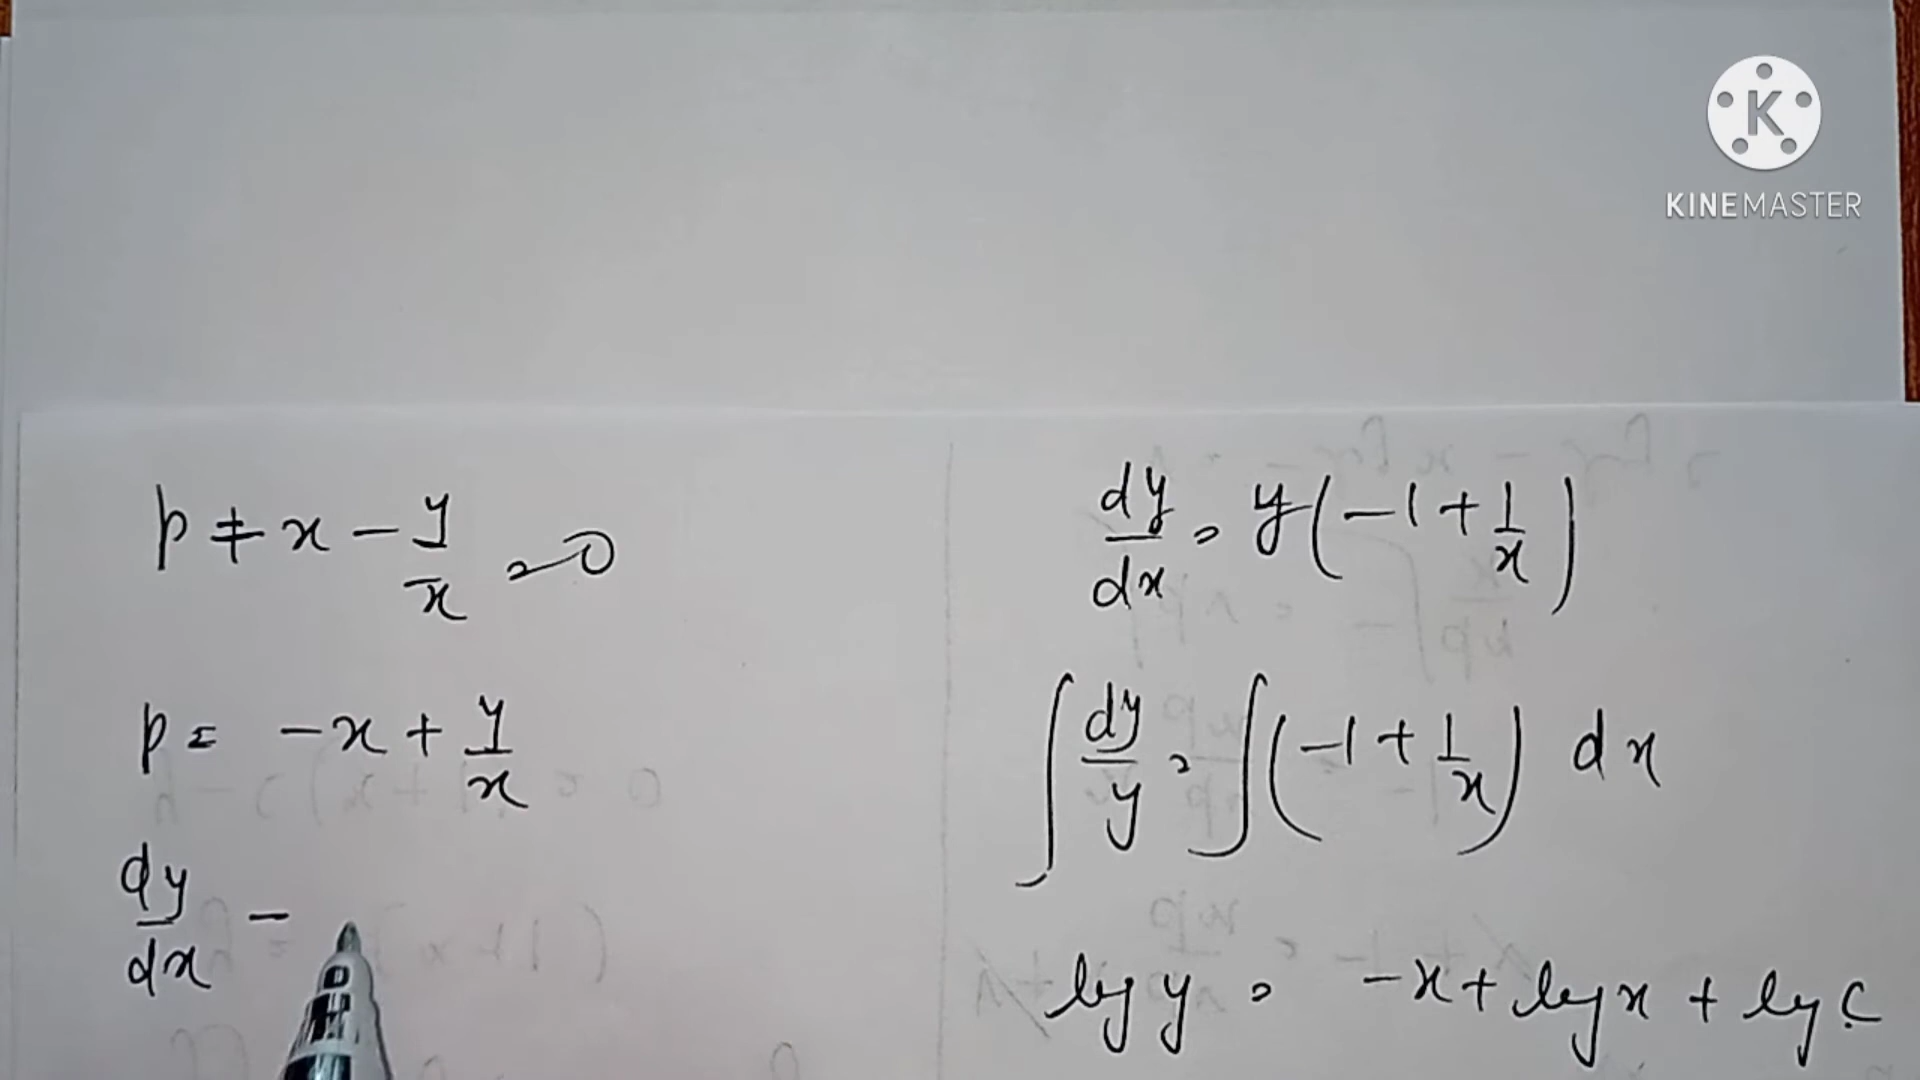 KINEMASTER
p + x - y/x = 0
p = -x + y/x
dy/dx -
dy/dx = y(-1 + 1/x)
∫ dy/y = ∫ (-1 + 1/x) dx
log y = -x + log x + log c